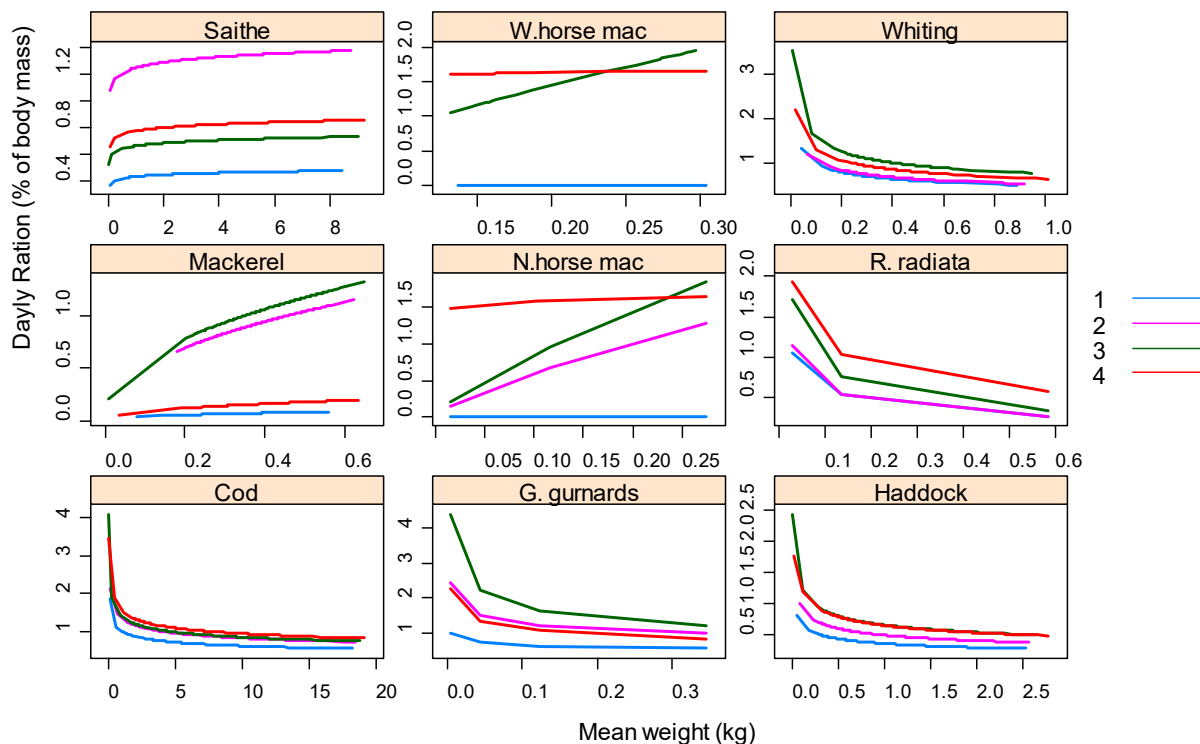 Dayly Ration (% of body mass)
Saithe
0.4 0.8 1.2
0 2 4 6 8
W.horse mac
0.0 0.5 1.0 1.5 2.0
0.15 0.20 0.25 0.30
Whiting
1 2 3
0.0 0.2 0.4 0.6 0.8 1.0
Mackerel
0.0 0.5 1.0
0.0 0.2 0.4 0.6
N.horse mac
0.0 0.5 1.0 1.5
0.05 0.10 0.15 0.20 0.25
R. radiata
0.5 1.0 1.5 2.0
0.1 0.2 0.3 0.4 0.5 0.6
Cod
1 2 3 4
0 5 10 15 20
G. gurnards
1 2 3 4
0.0 0.1 0.2 0.3
Haddock
0.5 1.0 1.5 2.0 2.5
0.0 0.5 1.0 1.5 2.0 2.5
Mean weight (kg)
1
2
3
4